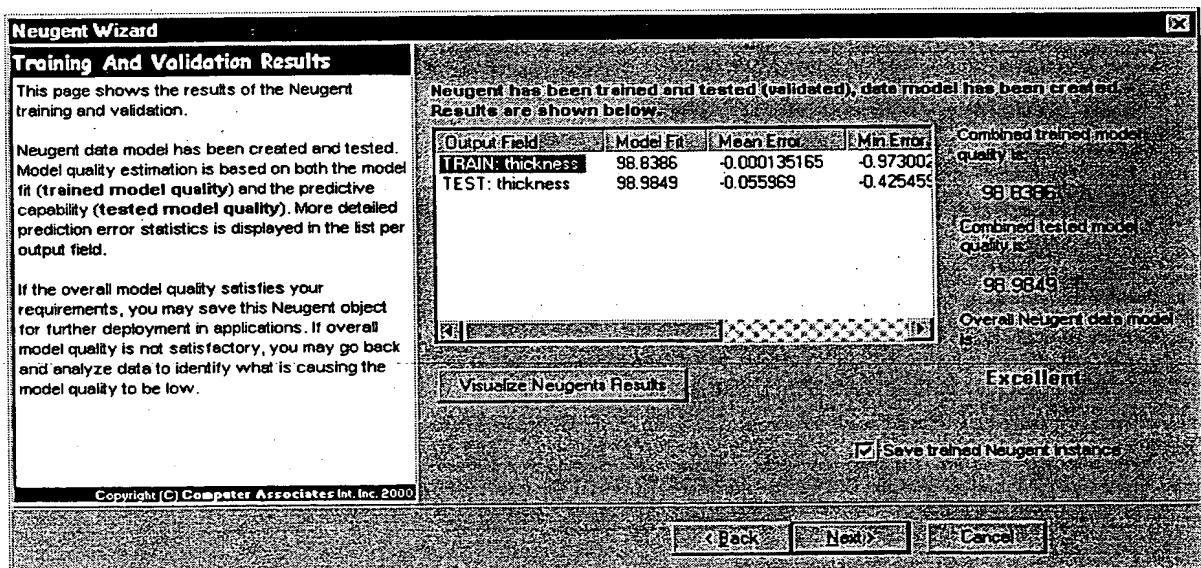 Neugent Wizard
Training And Validation Results
This page shows the results of the Neugent
training and validation.
Neugent data model has been created and tested.
Model quality estimation is based on both the model
fit (trained model quality) and the predictive
capability (tested model quality). More detailed
prediction error statistics is displayed in the list per
output field.
If the overall model quality satisfies your
requirements, you may save this Neugent object
for further deployment in applications. If overall
model quality is not satisfactory, you may go back
and analyze data to identify what is causing the
model quality to be low.
Copyright (C) Computer Associates Int. Inc. 2000
Neugent has been trained and tested (validated), data model has been created.
Results are shown below.
Output Field Model Fit Mean Error Min Error
TRAIN: thickness 98.8386 -0.000135165 -0.973002
TEST: thickness 98.9849 -0.055969 -0.425459
Combined trained model
quality is:
98.8386
Combined tested model
quality is:
98.9849
Overall Neugent data model
is:
Excellent
Visualize Neugents Results
Save trained Neugent instance
< Back
Next >
Cancel